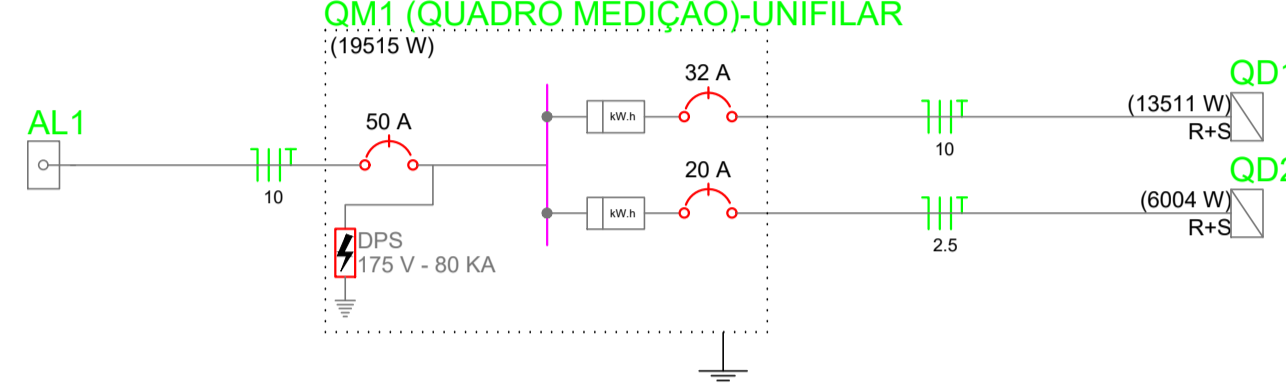 QM1 (QUADRO MEDIÇAO)-UNIFILAR
(19515 W)
AL1
10
50 A
DPS
175 V - 80 KA
kW.h
32 A
10
(13511 W)
R+S
QD1
kW.h
20 A
2.5
(6004 W)
R+S
QD2